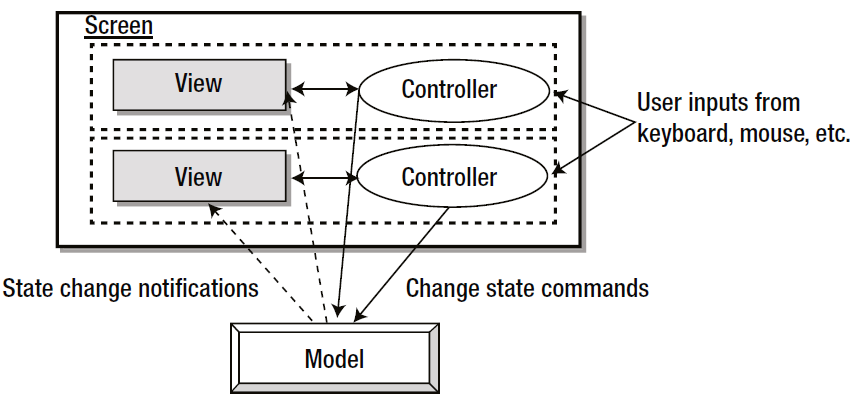 Screen
View
Controller
User inputs from
keyboard, mouse, etc.
View
Controller
State change notifications
Change state commands
Model